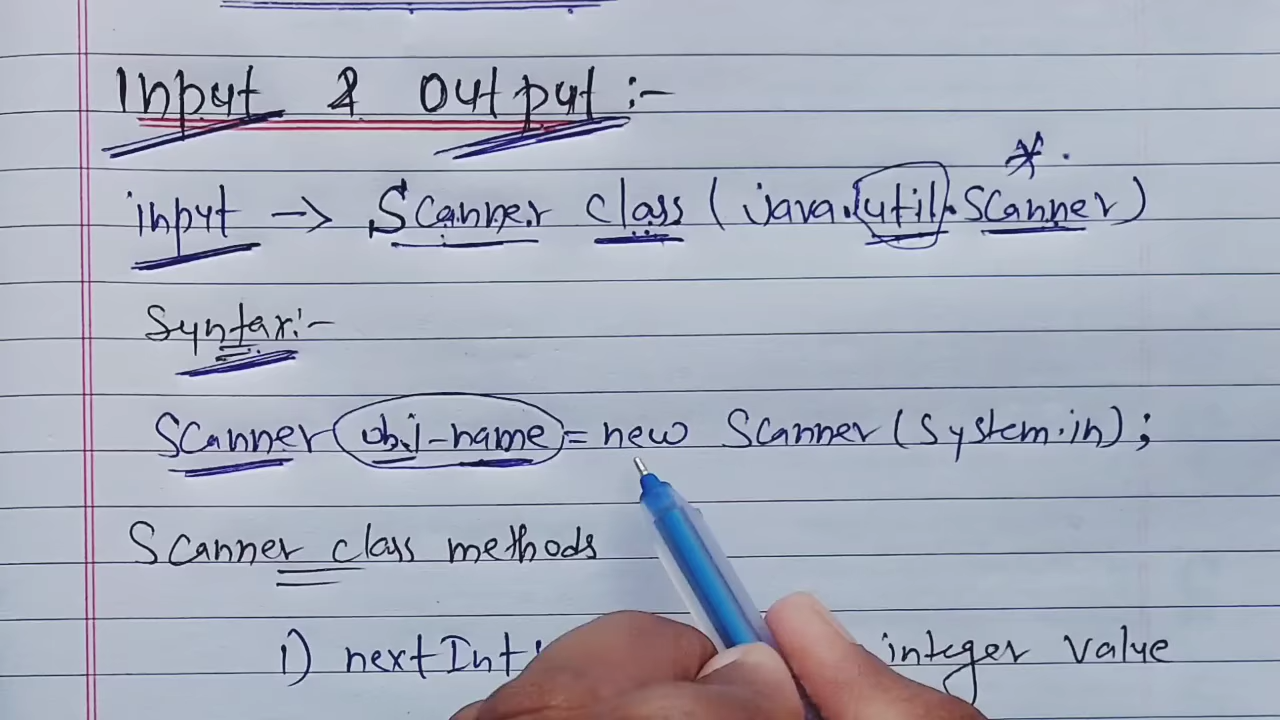 Input & Output :-
*.
input -> Scanner class (java.util.Scanner)
Syntax:-
Scanner obj-name = new Scanner (System.in);
Scanner class methods
1) nextInt integer value